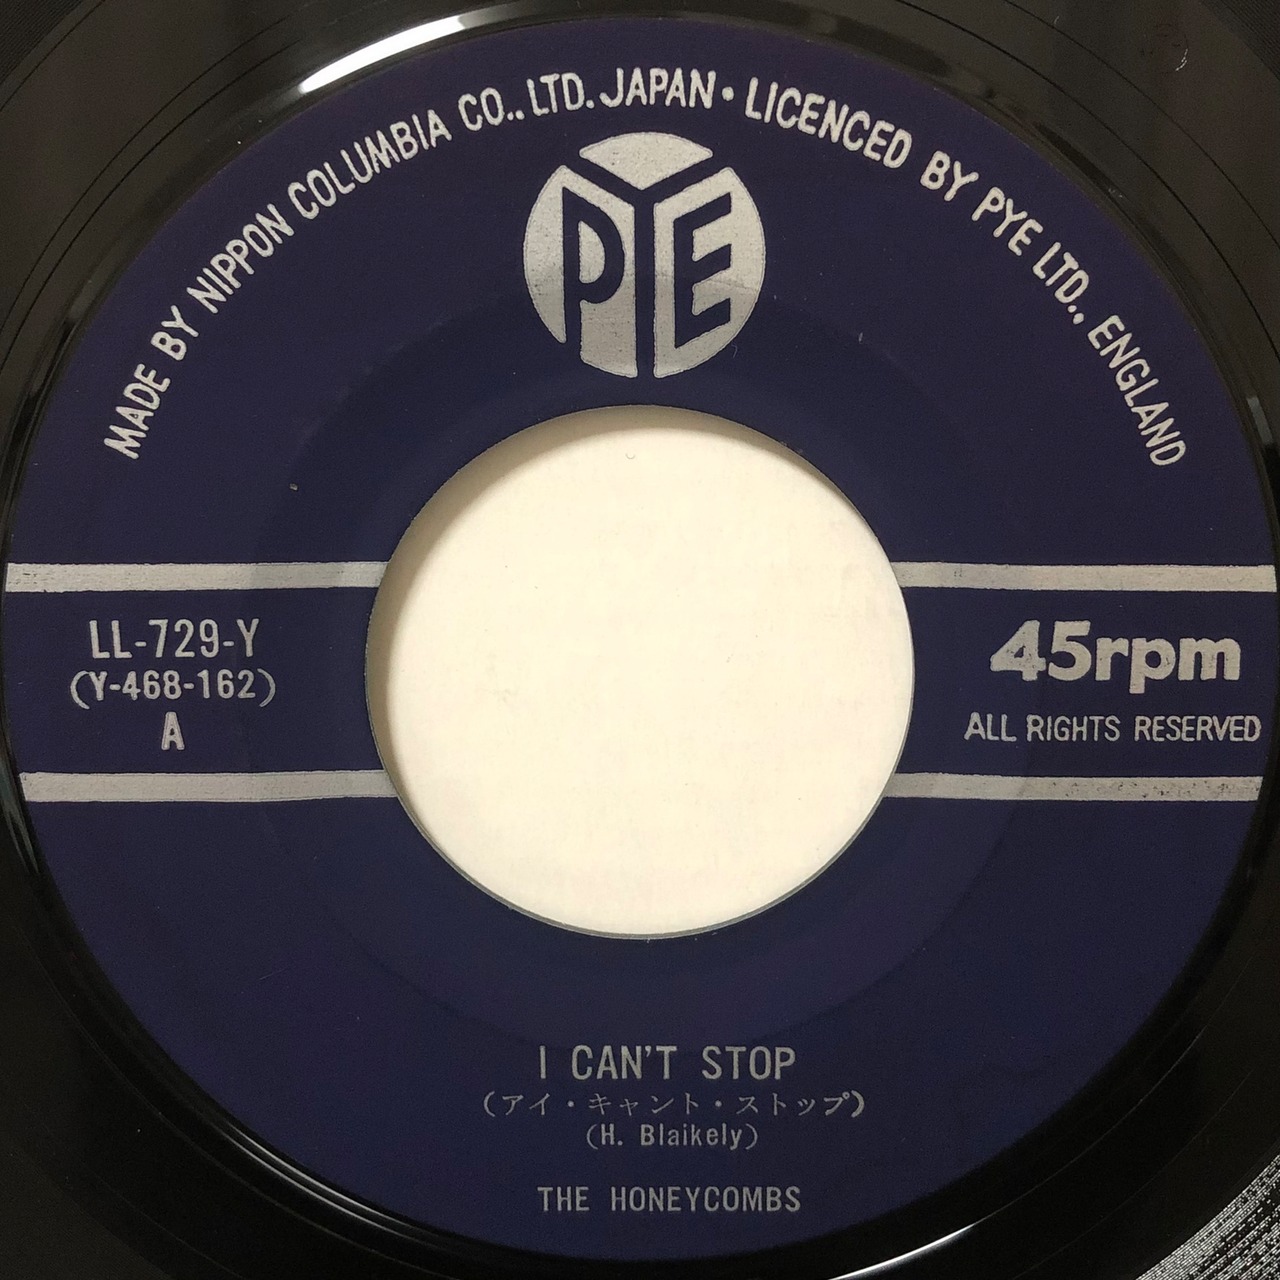 MADE BY NIPPON COLUMBIA CO., LTD. JAPAN・LICENCED BY PYE LTD., ENGLAND
PYE
LL-729-Y
(Y-468-162)
A
45rpm
ALL RIGHTS RESERVED
I CAN'T STOP
(アイ・キャント・ストップ)
(H. Blaikely)
THE HONEYCOMBS